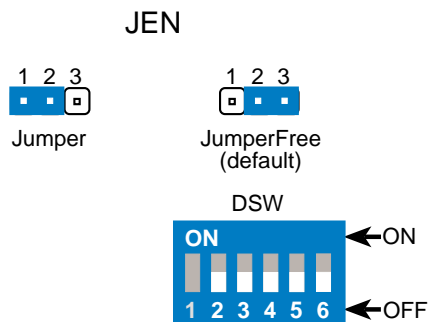 JEN
1 2 3
Jumper
1 2 3
JumperFree
(default)
DSW
ON
ON
1 2 3 4 5 6
OFF